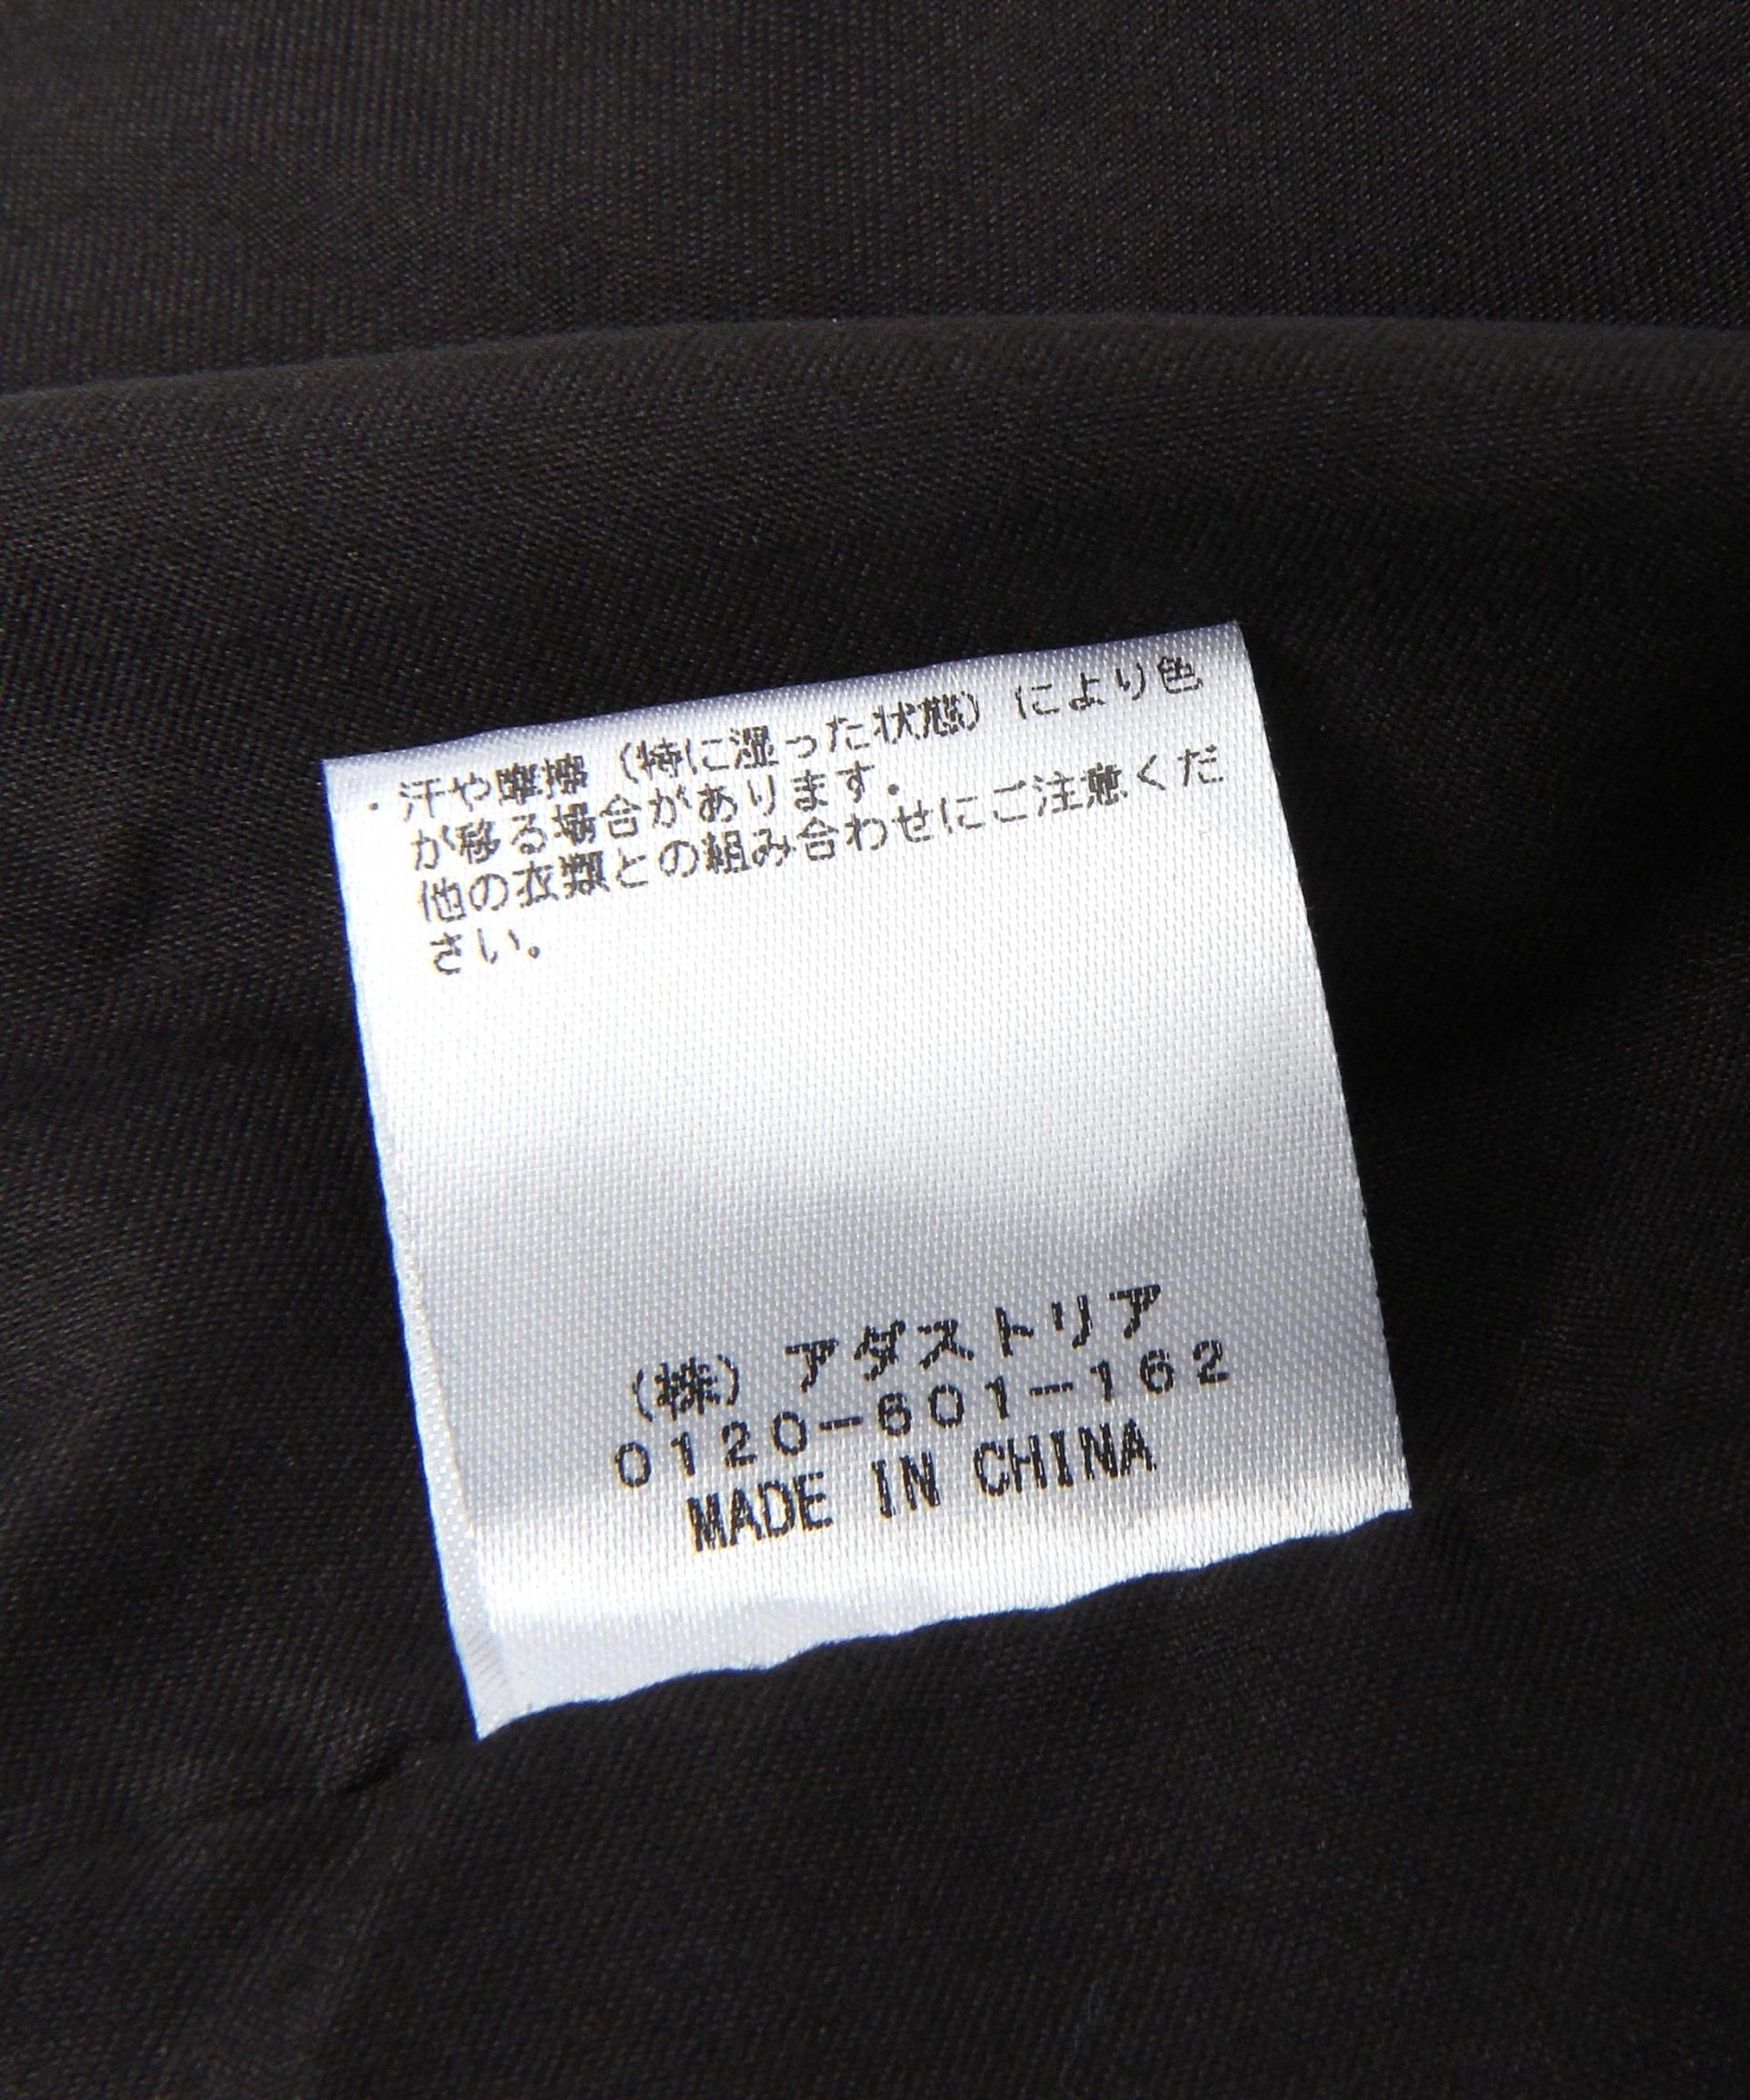 ・汗や摩擦（特に湿った状態）により色
が移る場合があります。
他の衣類との組み合わせにご注意くだ
さい。
（株）アダストリア
0120-601-162
MADE IN CHINA